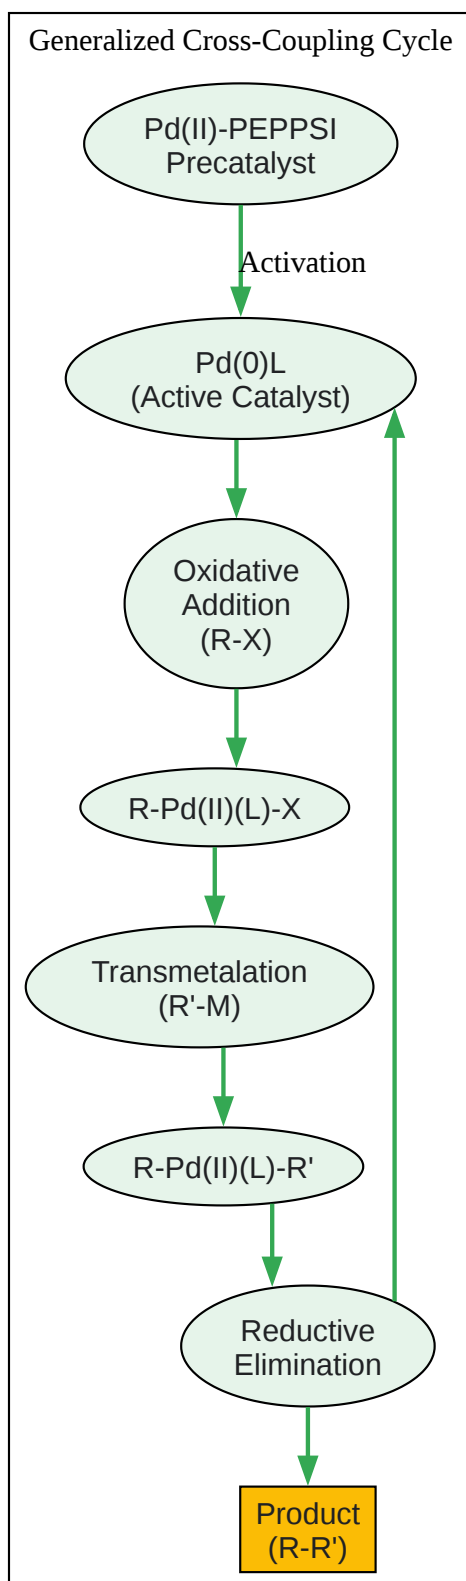 Generalized Cross-Coupling Cycle
Pd(II)-PEPPSI
Precatalyst
Activation
Pd(0)L
(Active Catalyst)
Oxidative
Addition
(R-X)
R-Pd(II)(L)-X
Transmetalation
(R'-M)
R-Pd(II)(L)-R'
Reductive
Elimination
Product
(R-R')